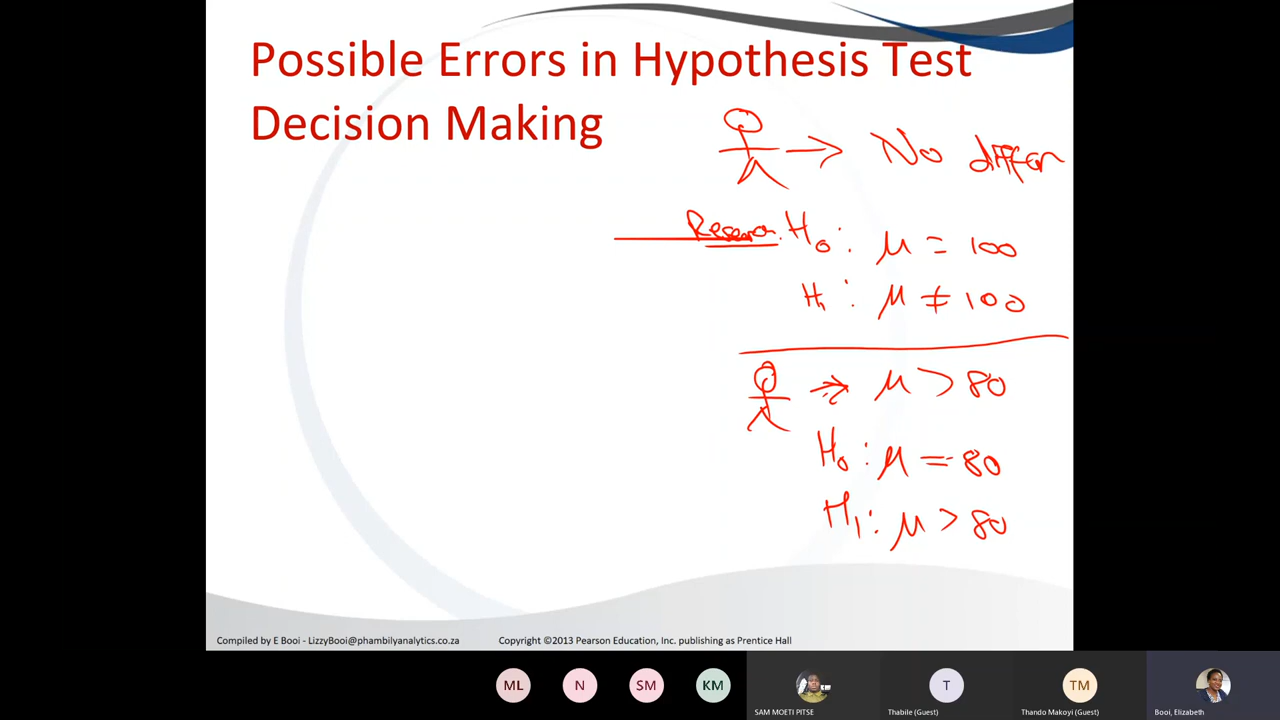 Possible Errors in Hypothesis Test
Decision Making
→ No differ
Research H₀: μ = 100
H₁: μ ≠ 100
→ μ > 80
H₀: μ = 80
H₁: μ > 80
Compiled by E Booi - LizzyBooi@phambilyanalytics.co.za
Copyright ©2013 Pearson Education, Inc. publishing as Prentice Hall
ML
N
SM
KM
T
TM
SAM MOETI PITSE
Thabile (Guest)
Thando Makoyi (Guest)
Booi, Elizabeth